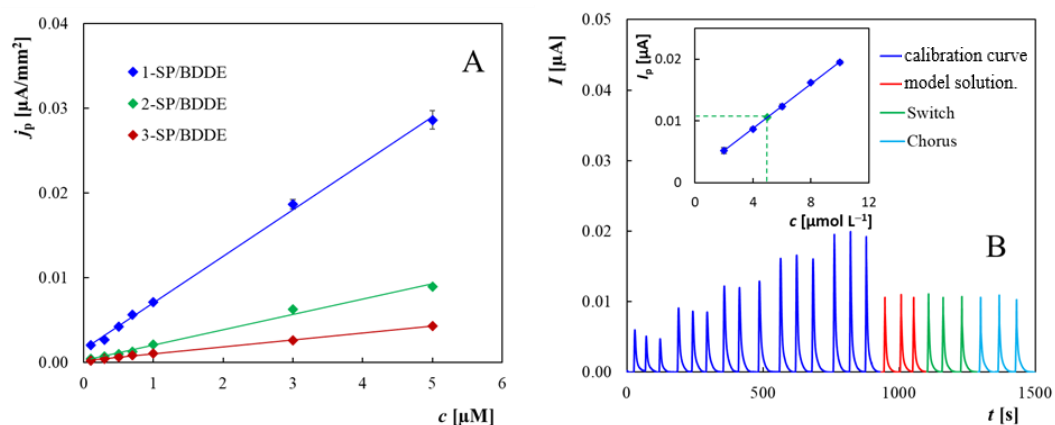 0.04
0.03
0.02
0.01
0.00
j_p [µA/mm²]
1-SP/BDDE
2-SP/BDDE
3-SP/BDDE
A
0 1 2 3 4 5 6
c [µM]
0.05
0.04
0.03
0.02
0.01
0.00
I [µA]
I_p [µA]
0.02
0.01
0
0 4 8 12
c [µmol L⁻¹]
calibration curve
model solution.
Switch
Chorus
B
0 500 1000 1500
t [s]